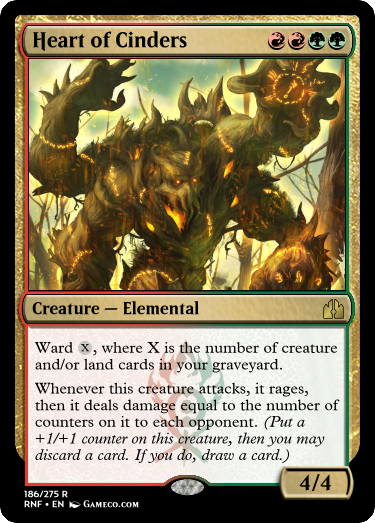 Heart of Cinders
Creature — Elemental
Ward X, where X is the number of creature
and/or land cards in your graveyard.
Whenever this creature attacks, it rages,
then it deals damage equal to the number of
counters on it to each opponent. (Put a
+1/+1 counter on this creature, then you may
discard a card. If you do, draw a card.)
4/4
186/275 R
RNF • EN GAMECO.COM